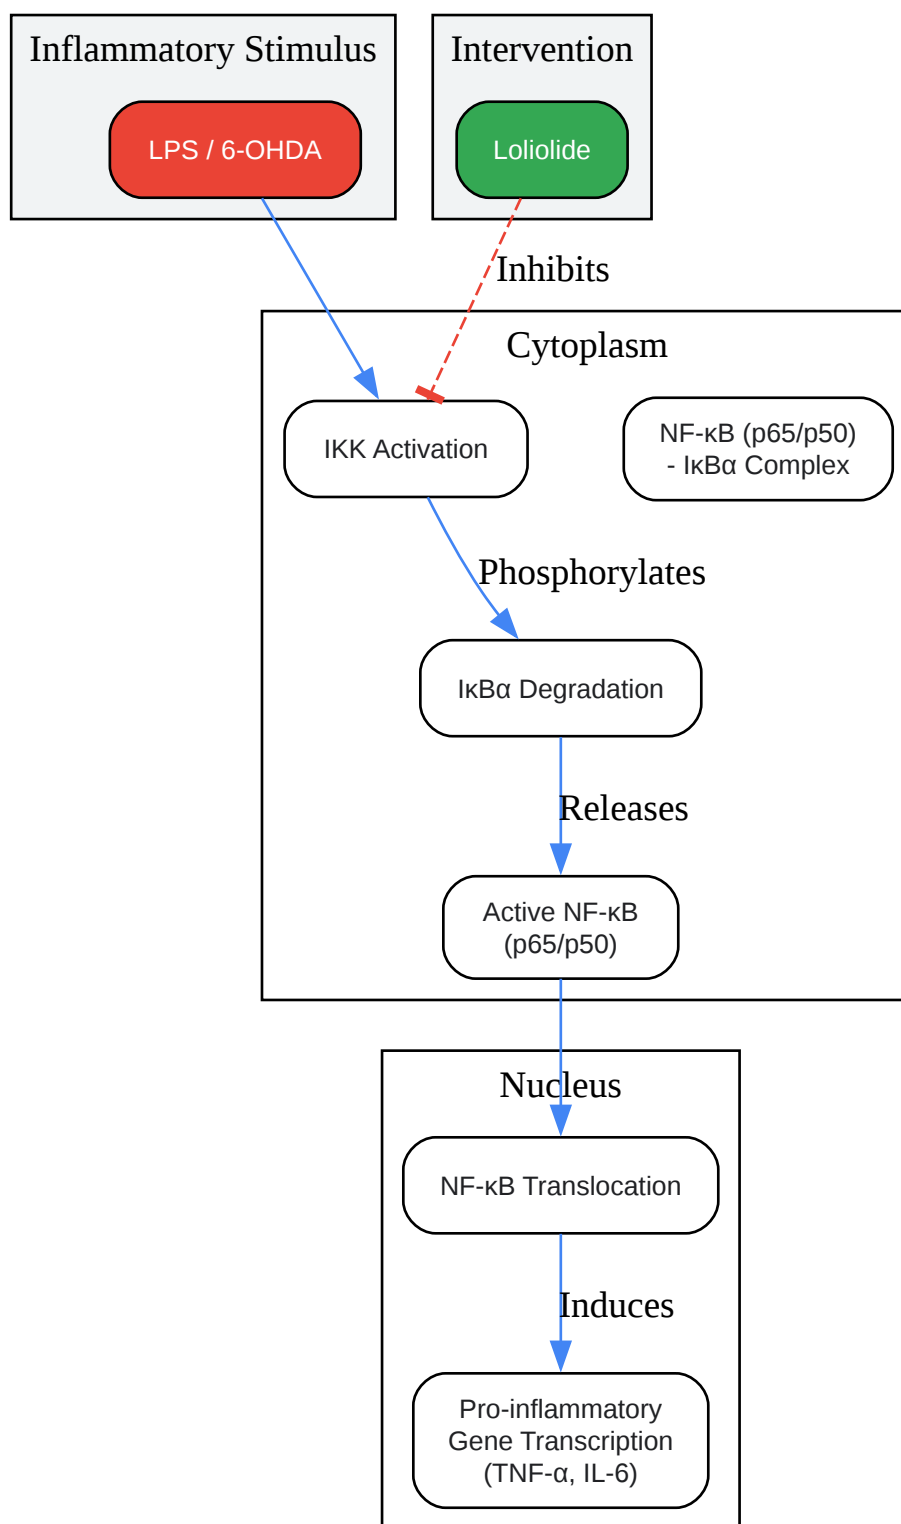 Inflammatory Stimulus
Intervention
LPS / 6-OHDA
Loliolide
Inhibits
Cytoplasm
IKK Activation
NF-κB (p65/p50)
- IκBα Complex
Phosphorylates
IκBα Degradation
Releases
Active NF-κB
(p65/p50)
Nucleus
NF-κB Translocation
Induces
Pro-inflammatory
Gene Transcription
(TNF-α, IL-6)